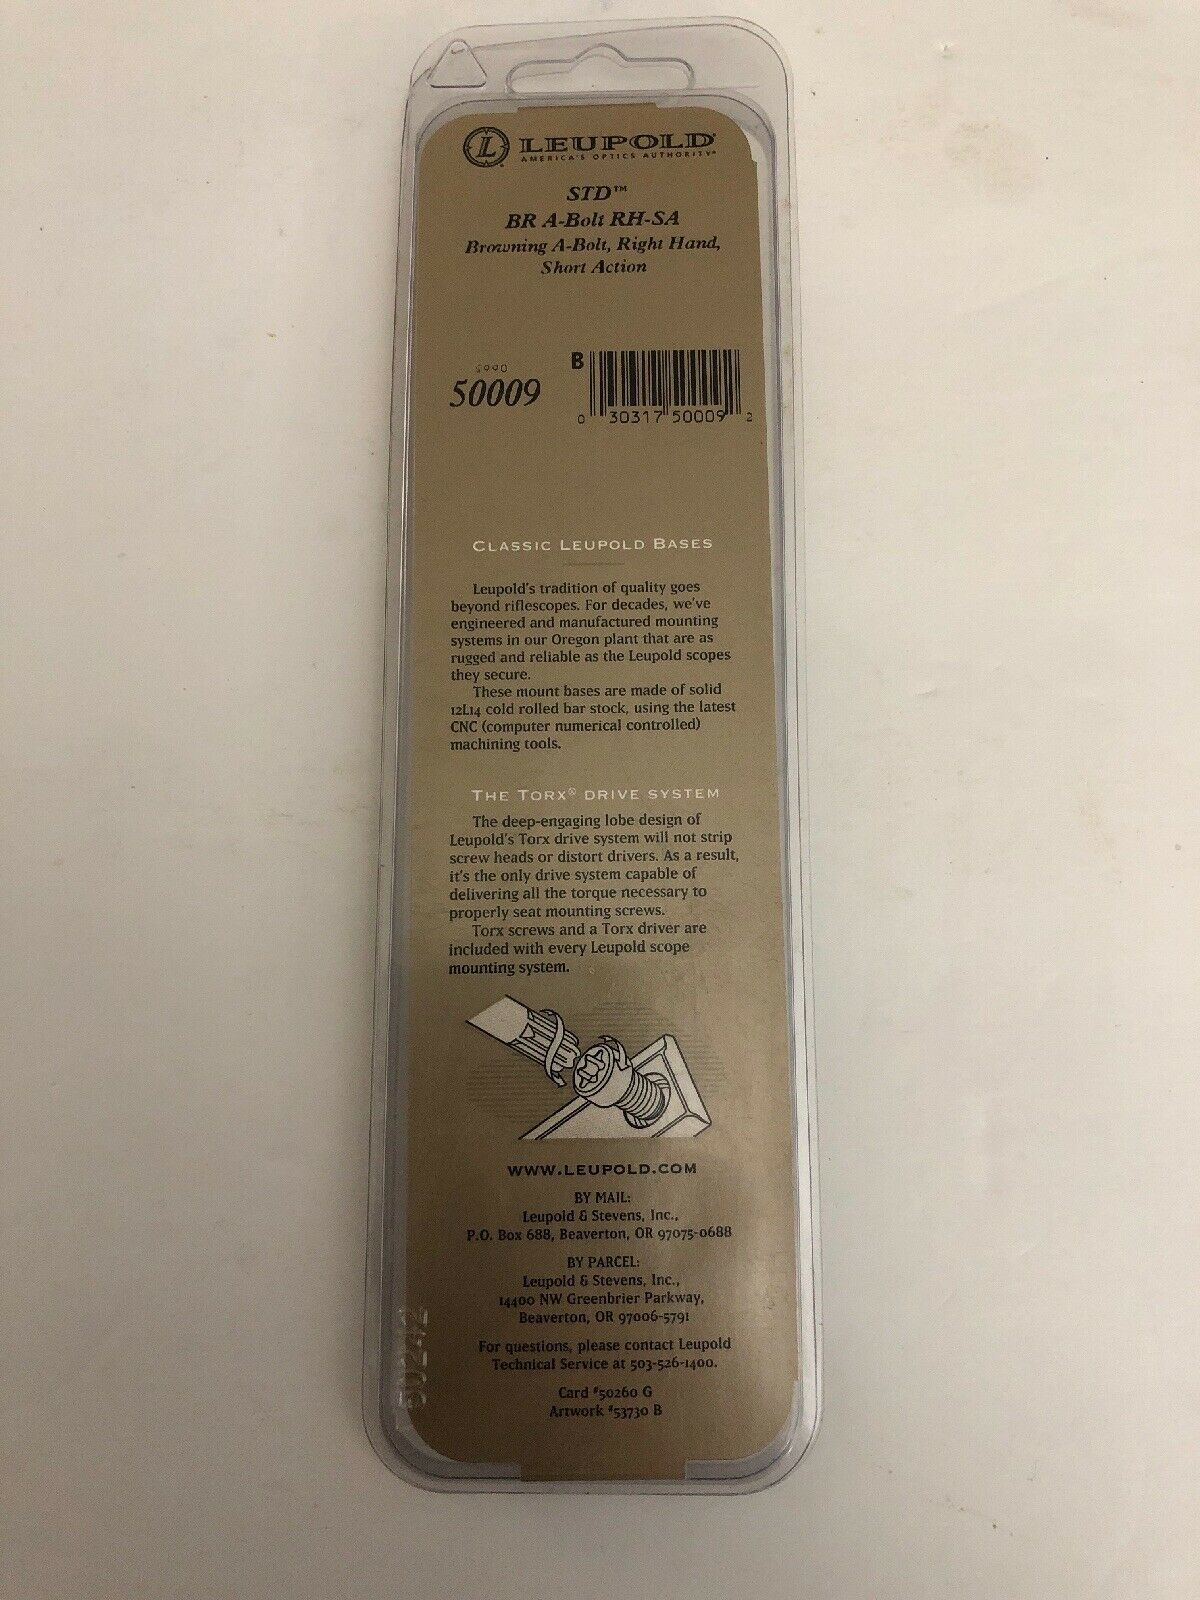 L LEUPOLD®
AMERICA'S OPTICS AUTHORITY®
STD™
BR A-Bolt RH-SA
Browning A-Bolt, Right Hand,
Short Action
50009
B
0 30317 50009 2
CLASSIC LEUPOLD BASES
Leupold's tradition of quality goes
beyond riflescopes. For decades, we've
engineered and manufactured mounting
systems in our Oregon plant that are as
rugged and reliable as the Leupold scopes
they secure.
These mount bases are made of solid
12L14 cold rolled bar stock, using the latest
CNC (computer numerical controlled)
machining tools.
THE TORX® DRIVE SYSTEM
The deep-engaging lobe design of
Leupold's Torx drive system will not strip
screw heads or distort drivers. As a result,
it's the only drive system capable of
delivering all the torque necessary to
properly seat mounting screws.
Torx screws and a Torx driver are
included with every Leupold scope
mounting system.
WWW.LEUPOLD.COM
BY MAIL:
Leupold & Stevens, Inc.,
P.O. Box 688, Beaverton, OR 97075-0688
BY PARCEL:
Leupold & Stevens, Inc.,
14400 NW Greenbrier Parkway,
Beaverton, OR 97006-5791
For questions, please contact Leupold
Technical Service at 503-526-1400.
Card #50260 G
Artwork #53730 B